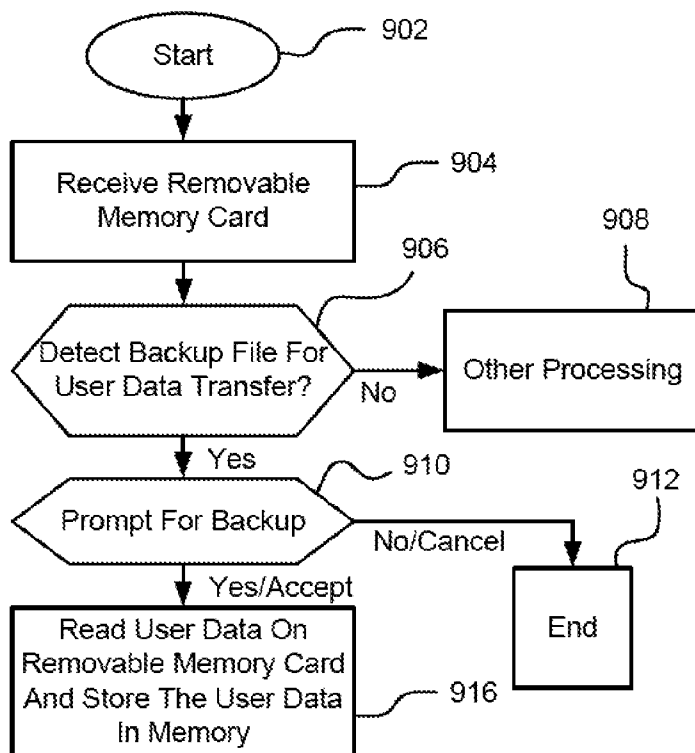 Start
902
Receive Removable
Memory Card
904
906
908
Detect Backup File For
User Data Transfer?
No
Other Processing
Yes
910
912
Prompt For Backup
No/Cancel
Yes/Accept
End
Read User Data On
Removable Memory Card
And Store The User Data
In Memory
916